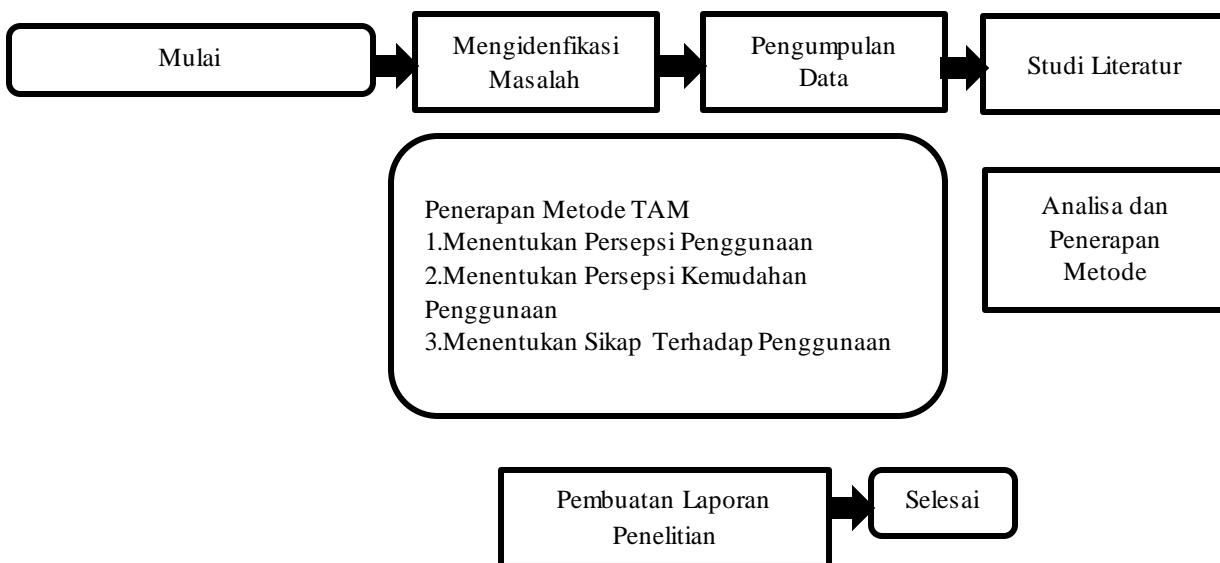 Mulai
Mengidenfikasi
Masalah
Pengumpulan
Data
Studi Literatur
Penerapan Metode TAM
1.Menentukan Persepsi Penggunaan
2.Menentukan Persepsi Kemudahan
Penggunaan
3.Menentukan Sikap Terhadap Penggunaan
Analisa dan
Penerapan
Metode
Pembuatan Laporan
Penelitian
Selesai